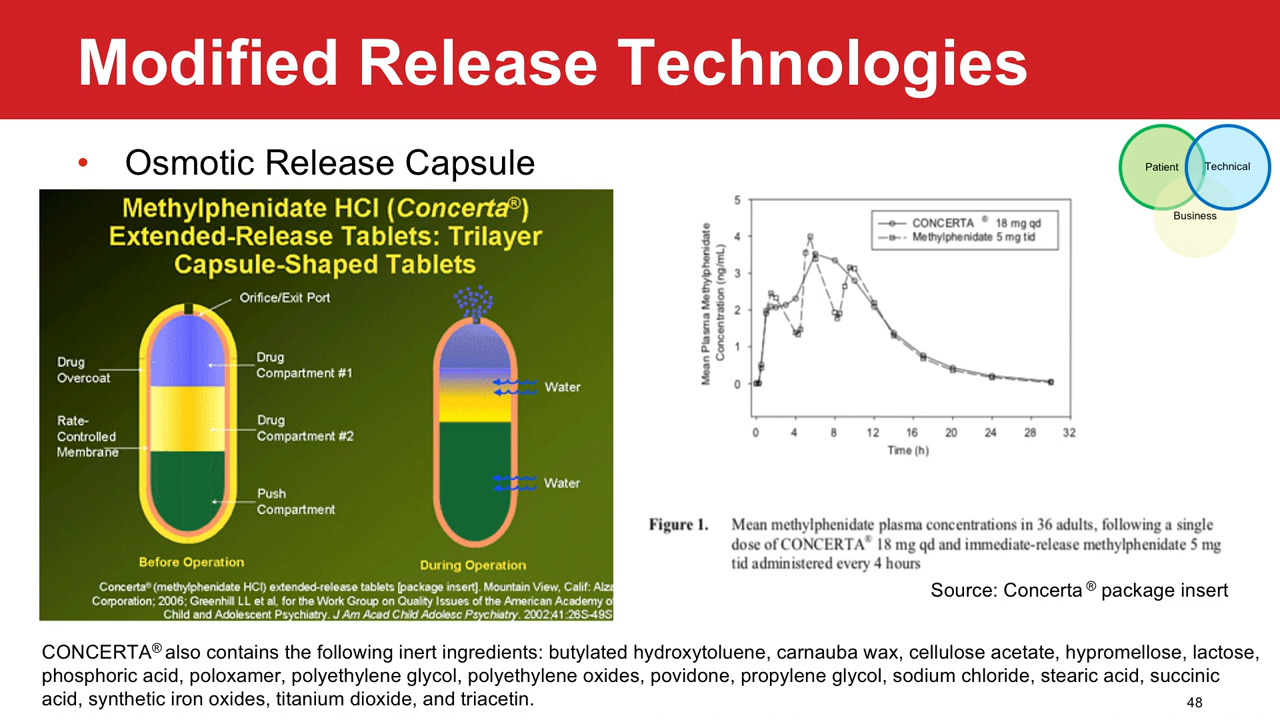 Modified Release Technologies
• Osmotic Release Capsule
Patient
Technical
Business
Methylphenidate HCl (Concerta®)
Extended-Release Tablets: Trilayer
Capsule-Shaped Tablets
Orifice/Exit Port
Drug
Overcoat
Drug
Compartment #1
Rate-
Controlled
Membrane
Drug
Compartment #2
Push
Compartment
Water
Water
Before Operation
During Operation
Concerta® (methylphenidate HCl) extended-release tablets [package insert]. Mountain View, Calif: Alza
Corporation; 2006; Greenhill LL et al, for the Work Group on Quality Issues of the American Academy of
Child and Adolescent Psychiatry. J Am Acad Child Adolesc Psychiatry. 2002;41:26S-49S
Mean Plasma Methylphenidate
Concentration (ng/mL)
5
4
3
2
1
0
CONCERTA ® 18 mg qd
Methylphenidate 5 mg tid
0 4 8 12 16 20 24 28 32
Time (h)
Figure 1. Mean methylphenidate plasma concentrations in 36 adults, following a single
dose of CONCERTA® 18 mg qd and immediate-release methylphenidate 5 mg
tid administered every 4 hours
Source: Concerta ® package insert
CONCERTA® also contains the following inert ingredients: butylated hydroxytoluene, carnauba wax, cellulose acetate, hypromellose, lactose,
phosphoric acid, poloxamer, polyethylene glycol, polyethylene oxides, povidone, propylene glycol, sodium chloride, stearic acid, succinic
acid, synthetic iron oxides, titanium dioxide, and triacetin.
48